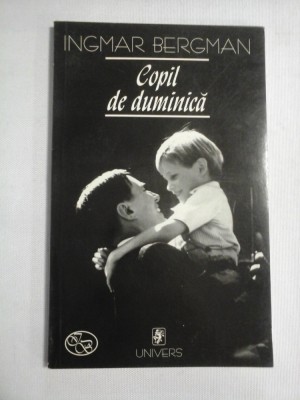 INGMAR BERGMAN
Copil
de duminică
UNIVERS